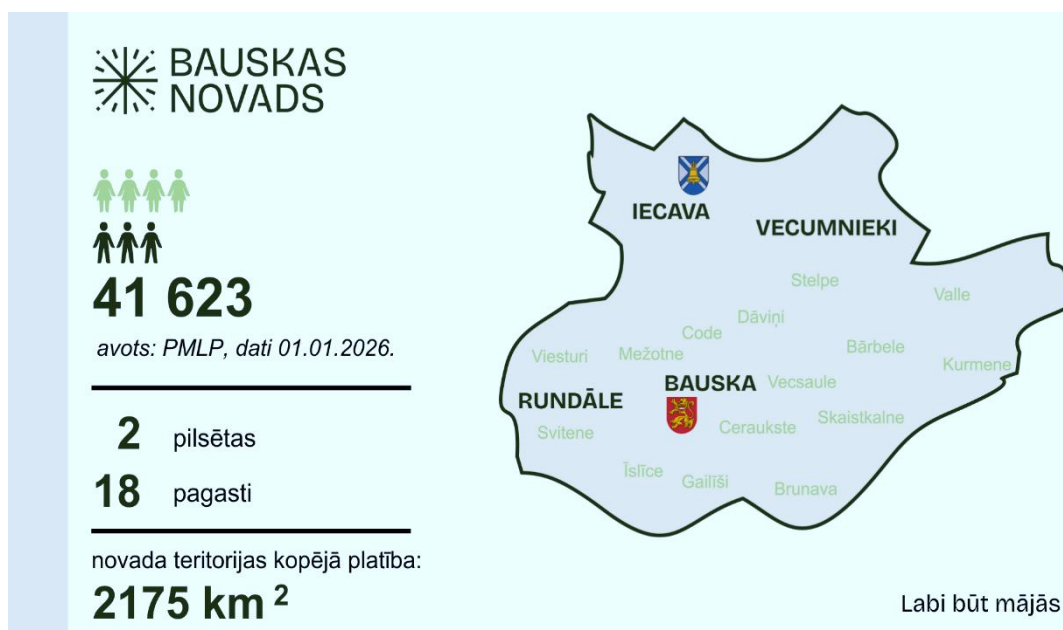 BAUSKAS
NOVADS
41 623
avots: PMLP, dati 01.01.2026.
2 pilsētas
18 pagasti
novada teritorijas kopējā platība:
2175 km ²
IECAVA
VECUMNIEKI
Stelpe
Valle
Dāviņi
Code
Bārbele
Viesturi
Mežotne
Kurmene
BAUSKA
Vecsaule
RUNDĀLE
Skaistkalne
Ceraukste
Svitene
Īslīce
Gailīši
Brunava
Labi būt mājās